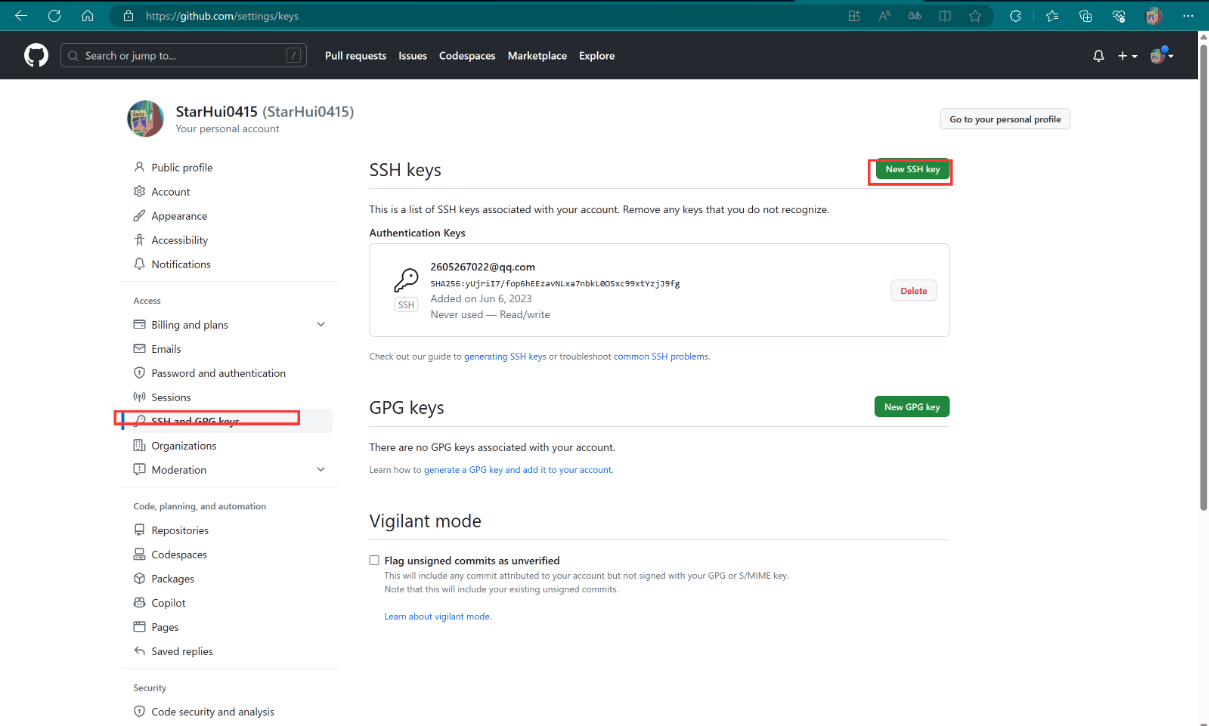 https://github.com/settings/keys
Search or jump to...
/
Pull requests
Issues
Codespaces
Marketplace
Explore
StarHui0415 (StarHui0415)
Your personal account
Go to your personal profile
Public profile
Account
Appearance
Accessibility
Notifications
Access
Billing and plans
Emails
Password and authentication
Sessions
SSH and GPG keys
Organizations
Moderation
Code, planning, and automation
Repositories
Codespaces
Packages
Copilot
Pages
Saved replies
Security
Code security and analysis
SSH keys
New SSH key
This is a list of SSH keys associated with your account. Remove any keys that you do not recognize.
Authentication Keys
2605267022@qq.com
SHA256:yUjriI7/fop6hEEzavNLxa7nbkL0OSxc99xtYzjJ9fg
SSH
Added on Jun 6, 2023
Never used — Read/write
Delete
Check out our guide to generating SSH keys or troubleshoot common SSH problems.
GPG keys
New GPG key
There are no GPG keys associated with your account.
Learn how to generate a GPG key and add it to your account.
Vigilant mode
Flag unsigned commits as unverified
This will include any commit attributed to your account but not signed with your GPG or S/MIME key.
Note that this will include your existing unsigned commits.
Learn about vigilant mode.